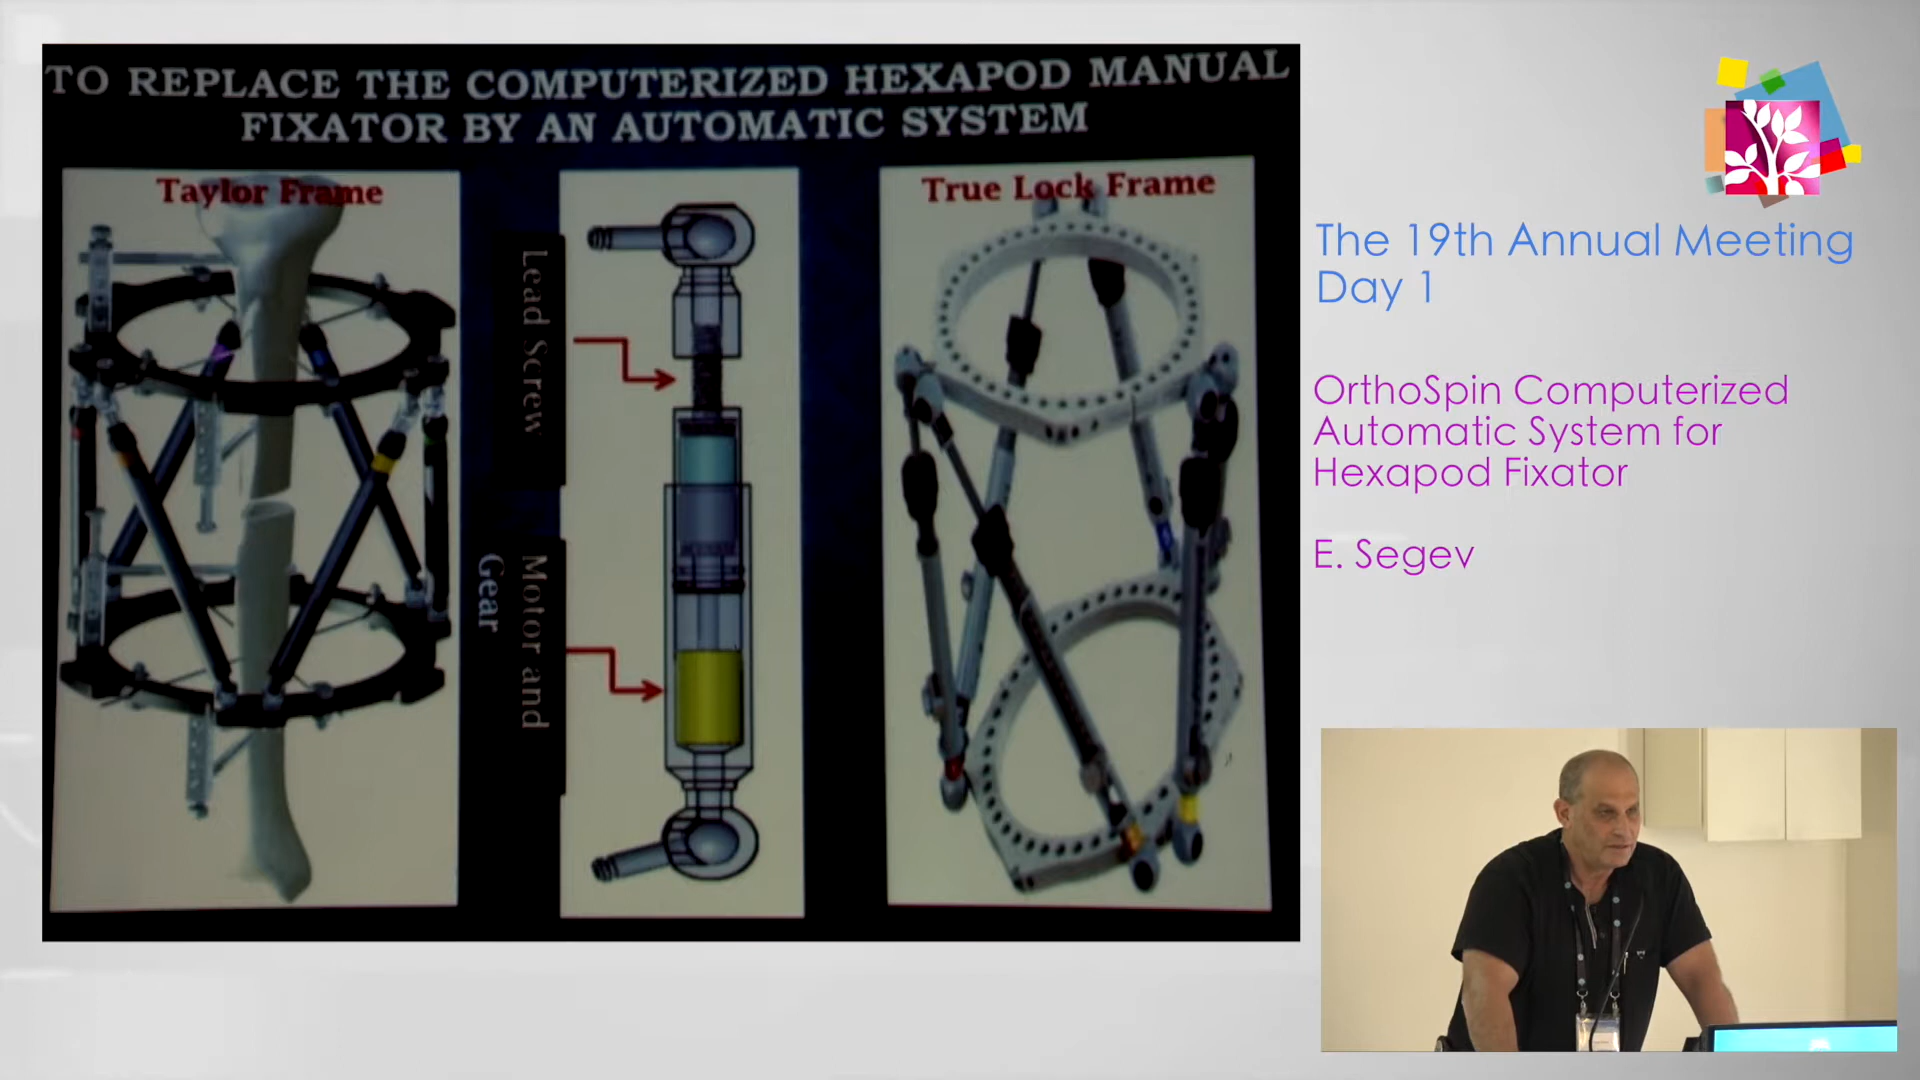 TO REPLACE THE COMPUTERIZED HEXAPOD MANUAL
FIXATOR BY AN AUTOMATIC SYSTEM
Taylor Frame
Lead Screw
Motor and
Gear
True Lock Frame
The 19th Annual Meeting
Day 1
OrthoSpin Computerized
Automatic System for
Hexapod Fixator
E. Segev